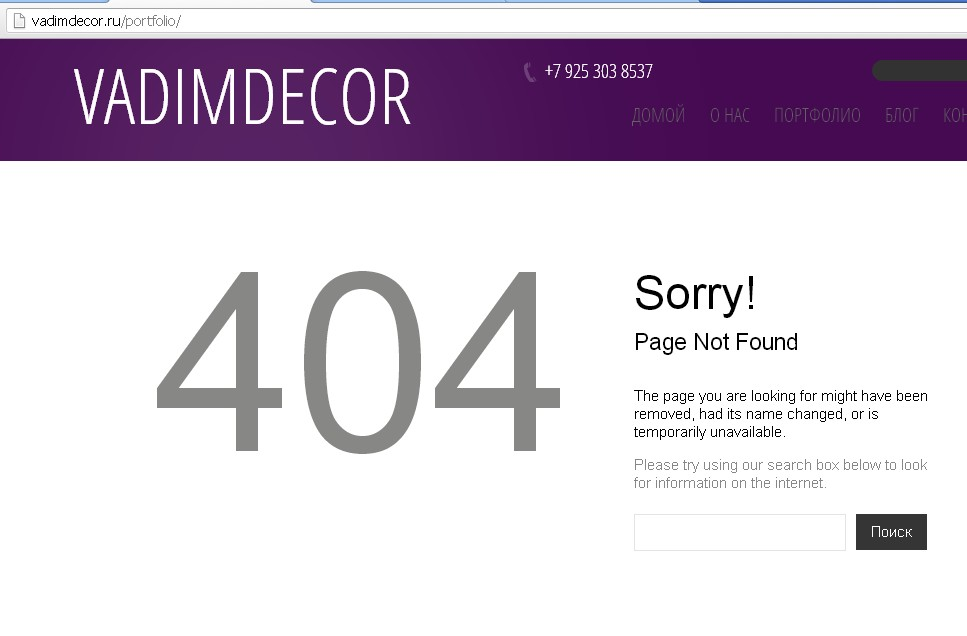 vadimdecor.ru/portfolio/
VADIMDECOR
+7 925 303 8537
ДОМОЙ О НАС ПОРТФОЛИО БЛОГ
404
Sorry!
Page Not Found
The page you are looking for might have been
removed, had its name changed, or is
temporarily unavailable.
Please try using our search box below to look
for information on the internet.
Поиск